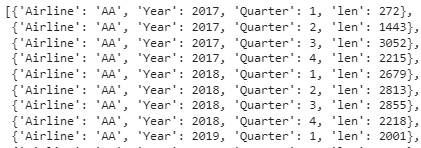 [{'Airline': 'AA', 'Year': 2017, 'Quarter': 1, 'len': 272},
{'Airline': 'AA', 'Year': 2017, 'Quarter': 2, 'len': 1443},
{'Airline': 'AA', 'Year': 2017, 'Quarter': 3, 'len': 3052},
{'Airline': 'AA', 'Year': 2017, 'Quarter': 4, 'len': 2215},
{'Airline': 'AA', 'Year': 2018, 'Quarter': 1, 'len': 2679},
{'Airline': 'AA', 'Year': 2018, 'Quarter': 2, 'len': 2813},
{'Airline': 'AA', 'Year': 2018, 'Quarter': 3, 'len': 2855},
{'Airline': 'AA', 'Year': 2018, 'Quarter': 4, 'len': 2218},
{'Airline': 'AA', 'Year': 2019, 'Quarter': 1, 'len': 2001},